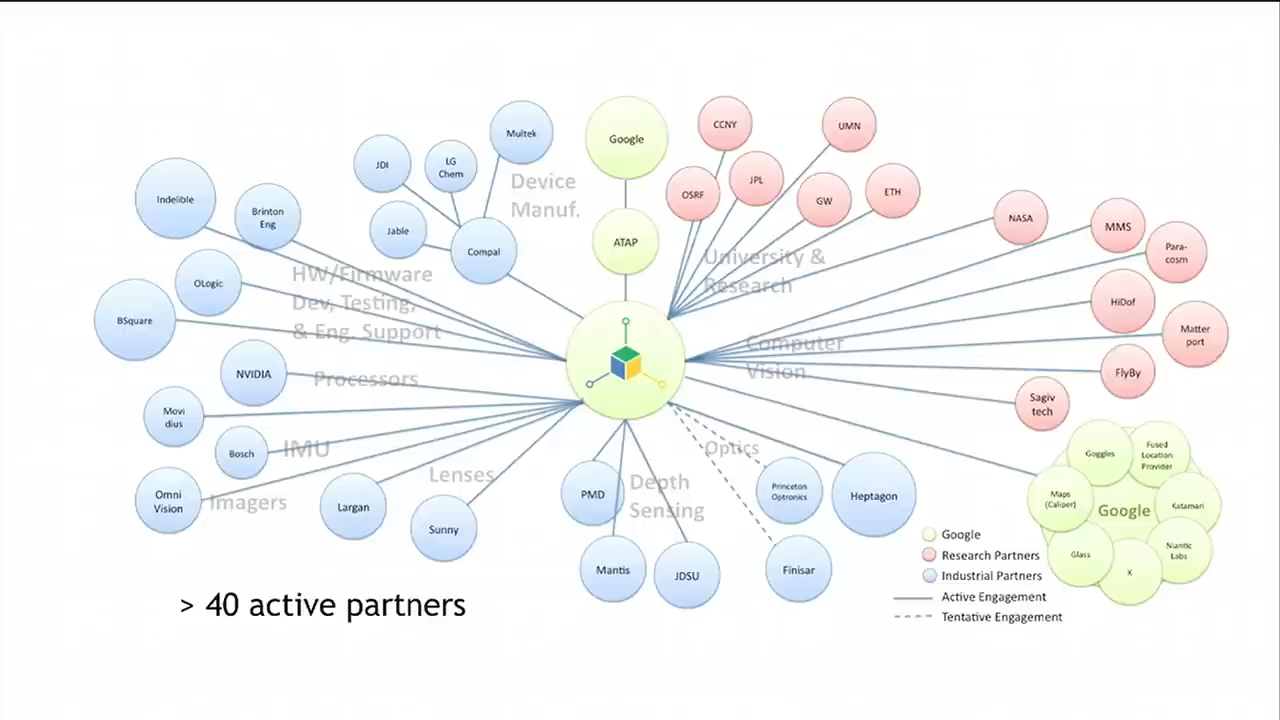 Google
CCNY
UMN
Multek
JDI
LG
Chem
OSRF
JPL
GW
ETH
Device
Manuf.
Indelible
Brinton
Eng
Jable
Compal
ATAP
NASA
MMS
Para-
cosm
University &
Research
HW/Firmware
Dev, Testing,
& Eng. Support
OLogic
BSquare
HiDof
Matter
port
Computer
Vision
NVIDIA
Processors
FlyBy
Sagiv
tech
Movi
dius
Bosch
IMU
Omni
Vision
Imagers
Lenses
Largan
Sunny
PMD
Depth
Sensing
Mantis
JDSU
Optics
Princeton
Optronics
Heptagon
Finisar
Goggles
Fused
Location
Provider
Maps
(Caliper)
Google
Katamari
Glass
Niantic
Labs
X
Google
Research Partners
Industrial Partners
Active Engagement
Tentative Engagement
> 40 active partners